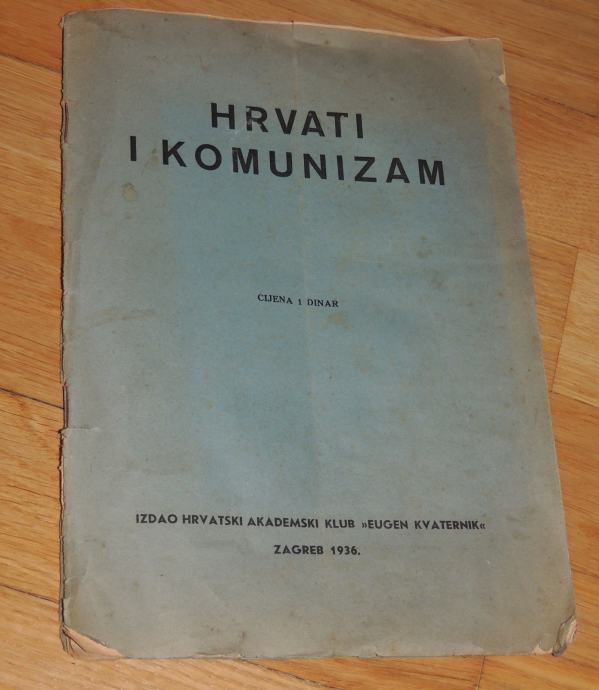 HRVATI
I KOMUNIZAM
CIJENA 1 DINAR
IZDAO HRVATSKI AKADEMSKI KLUB »EUGEN KVATERNIK«
ZAGREB 1936.